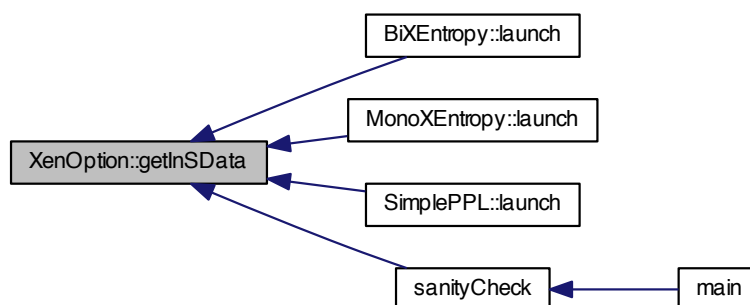 BiXEntropy::launch
MonoXEntropy::launch
XenOption::getInSData
SimplePPL::launch
sanityCheck
main